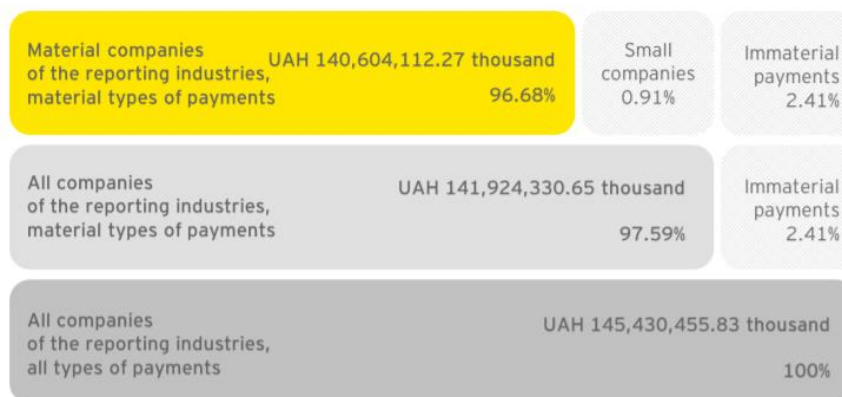 Material companies
of the reporting industries,
material types of payments
UAH 140,604,112.27 thousand
96.68%
Small
companies
0.91%
Immaterial
payments
2.41%
All companies
of the reporting industries,
material types of payments
UAH 141,924,330.65 thousand
97.59%
Immaterial
payments
2.41%
All companies
of the reporting industries,
all types of payments
UAH 145,430,455.83 thousand
100%